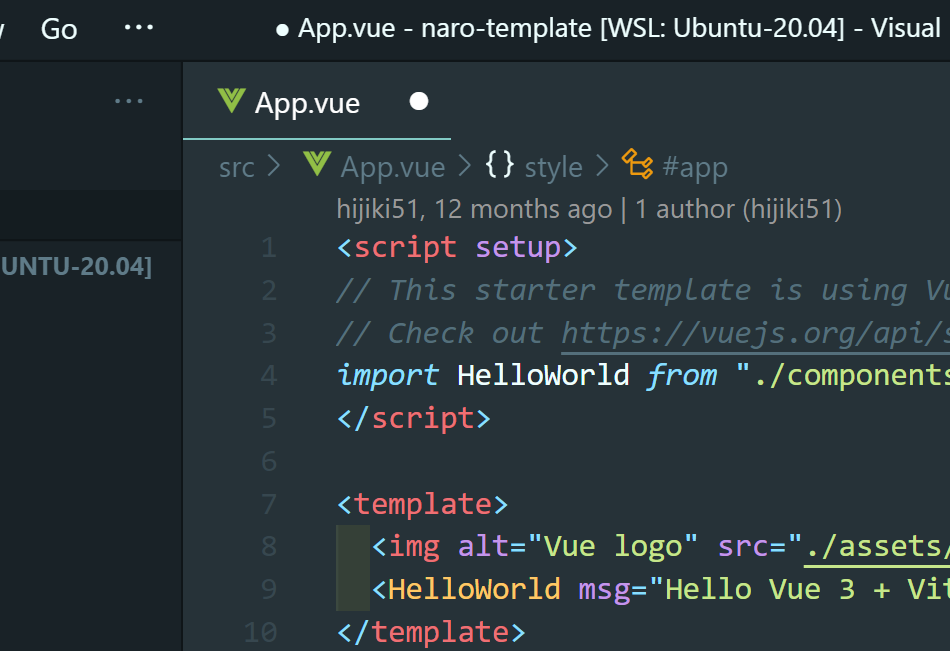 Go ...
● App.vue - naro-template [WSL: Ubuntu-20.04] - Visual
...
App.vue ●
src > App.vue > {} style > #app
hijiki51, 12 months ago | 1 author (hijiki51)
UNTU-20.04]
1 <script setup>
2 // This starter template is using Vu
3 // Check out https://vuejs.org/api/s
4 import HelloWorld from "./components
5 </script>
6
7 <template>
8 <img alt="Vue logo" src="./assets/
9 <HelloWorld msg="Hello Vue 3 + Vit
10 </template>